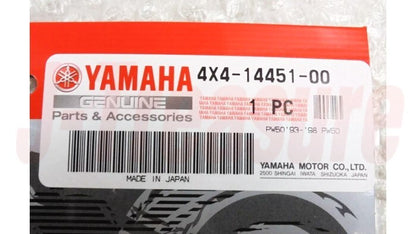 YAMAHA 4X4-14451-00
GENUINE
Parts & Accessories
1 PC
PW50'93-'98 PW50
YAMAHA MOTOR CO.,LTD.
2500 SHINGAI IWATA SHIZUOKA JAPAN
MADE IN JAPAN